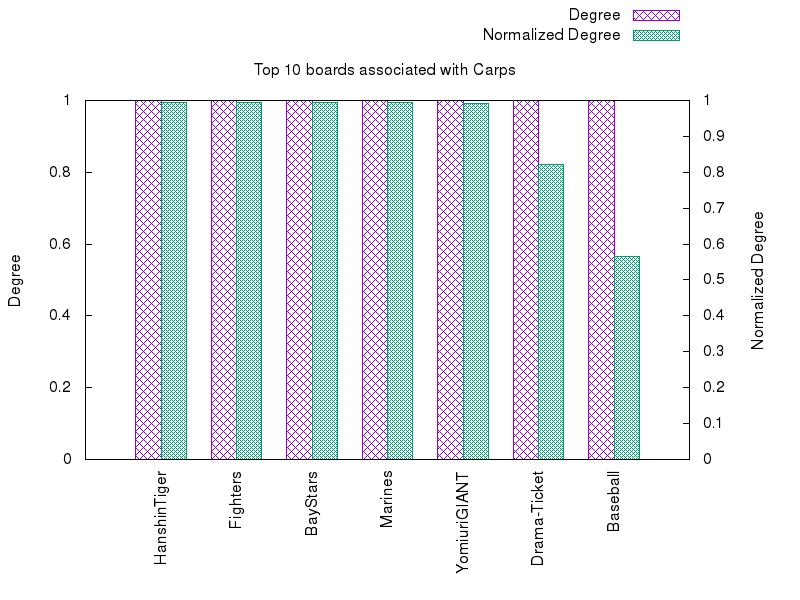 Degree
Normalized Degree
Top 10 boards associated with Carps
1
0.8
0.6
0.4
0.2
0
Degree
1
0.9
0.8
0.7
0.6
0.5
0.4
0.3
0.2
0.1
0
Normalized Degree
HanshinTiger
Fighters
BayStars
Marines
YomiuriGIANT
Drama-Ticket
Baseball